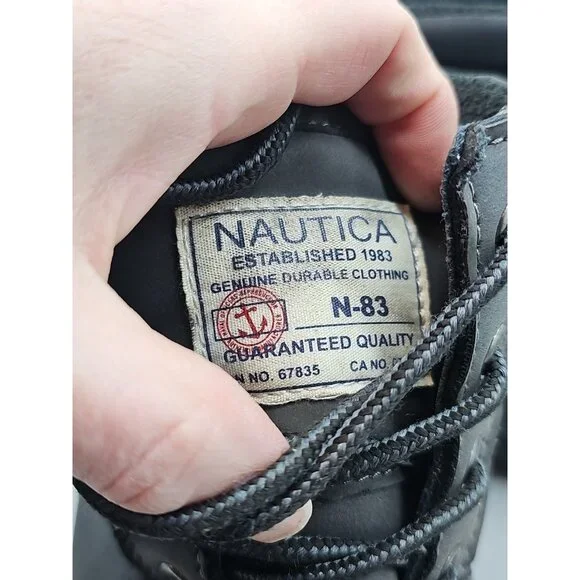 NAUTICA
ESTABLISHED 1983
GENUINE DURABLE CLOTHING
N-83
GUARANTEED QUALITY
N NO. 67835 CA NO.